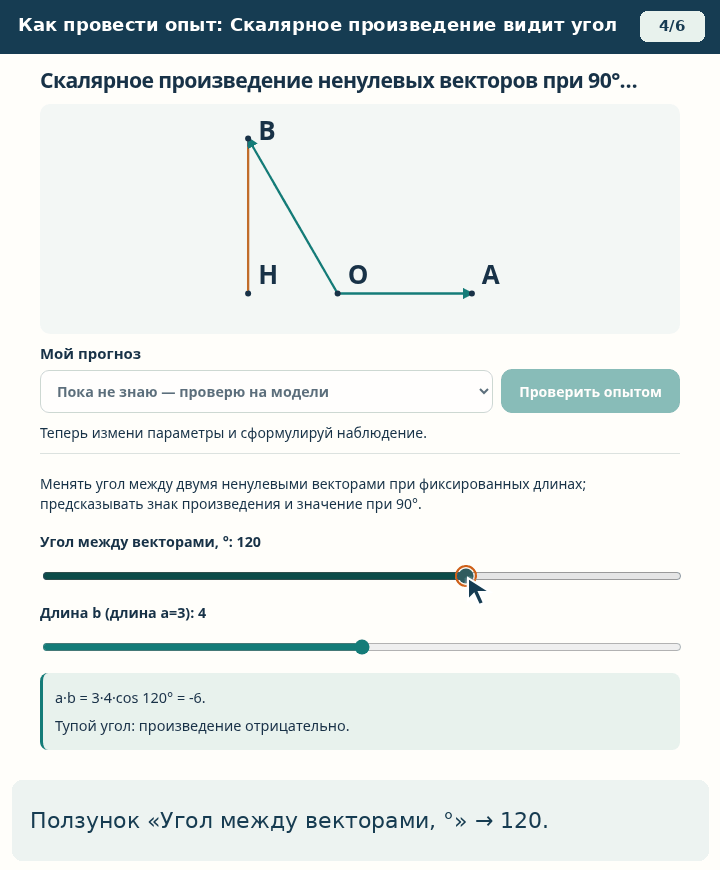 Как провести опыт: Скалярное произведение видит угол
4/6
Скалярное произведение ненулевых векторов при 90°...
B
H
O
A
Мой прогноз
Пока не знаю — проверю на модели
Проверить опытом
Теперь измени параметры и сформулируй наблюдение.
Менять угол между двумя ненулевыми векторами при фиксированных длинах;
предсказывать знак произведения и значение при 90°.
Угол между векторами, °: 120
Длина b (длина a=3): 4
a·b = 3·4·cos 120° = -6.
Тупой угол: произведение отрицательно.
Ползунок «Угол между векторами, °» → 120.